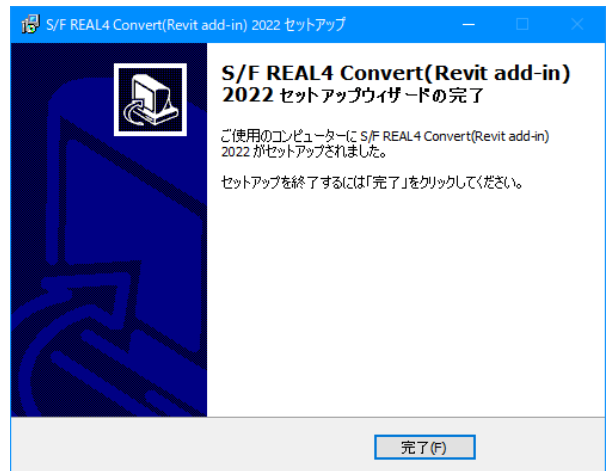 S/F REAL4 Convert(Revit add-in) 2022 セットアップ
S/F REAL4 Convert(Revit add-in)
2022 セットアップウィザードの完了
ご使用のコンピューターに S/F REAL4 Convert(Revit add-in)
2022 がセットアップされました。
セットアップを終了するには「完了」をクリックしてください。
完了(F)